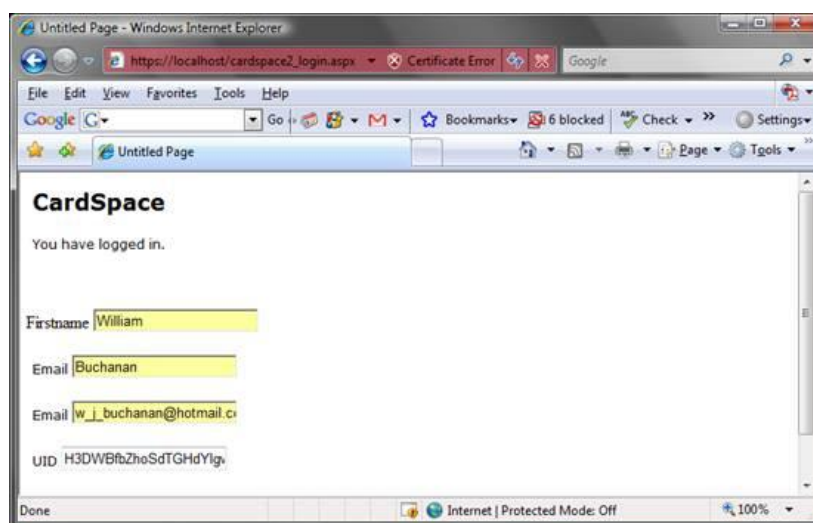 Untitled Page - Windows Internet Explorer
https://localhost/cardspace2_login.aspx Certificate Error Google
File Edit View Favorites Tools Help
Google G Go M Bookmarks 6 blocked ABC Check >> Settings
Untitled Page Page Tools >>
CardSpace
You have logged in.
Firstname William
Email Buchanan
Email w_j_buchanan@hotmail.c
UID
Done Internet | Protected Mode: Off 100%